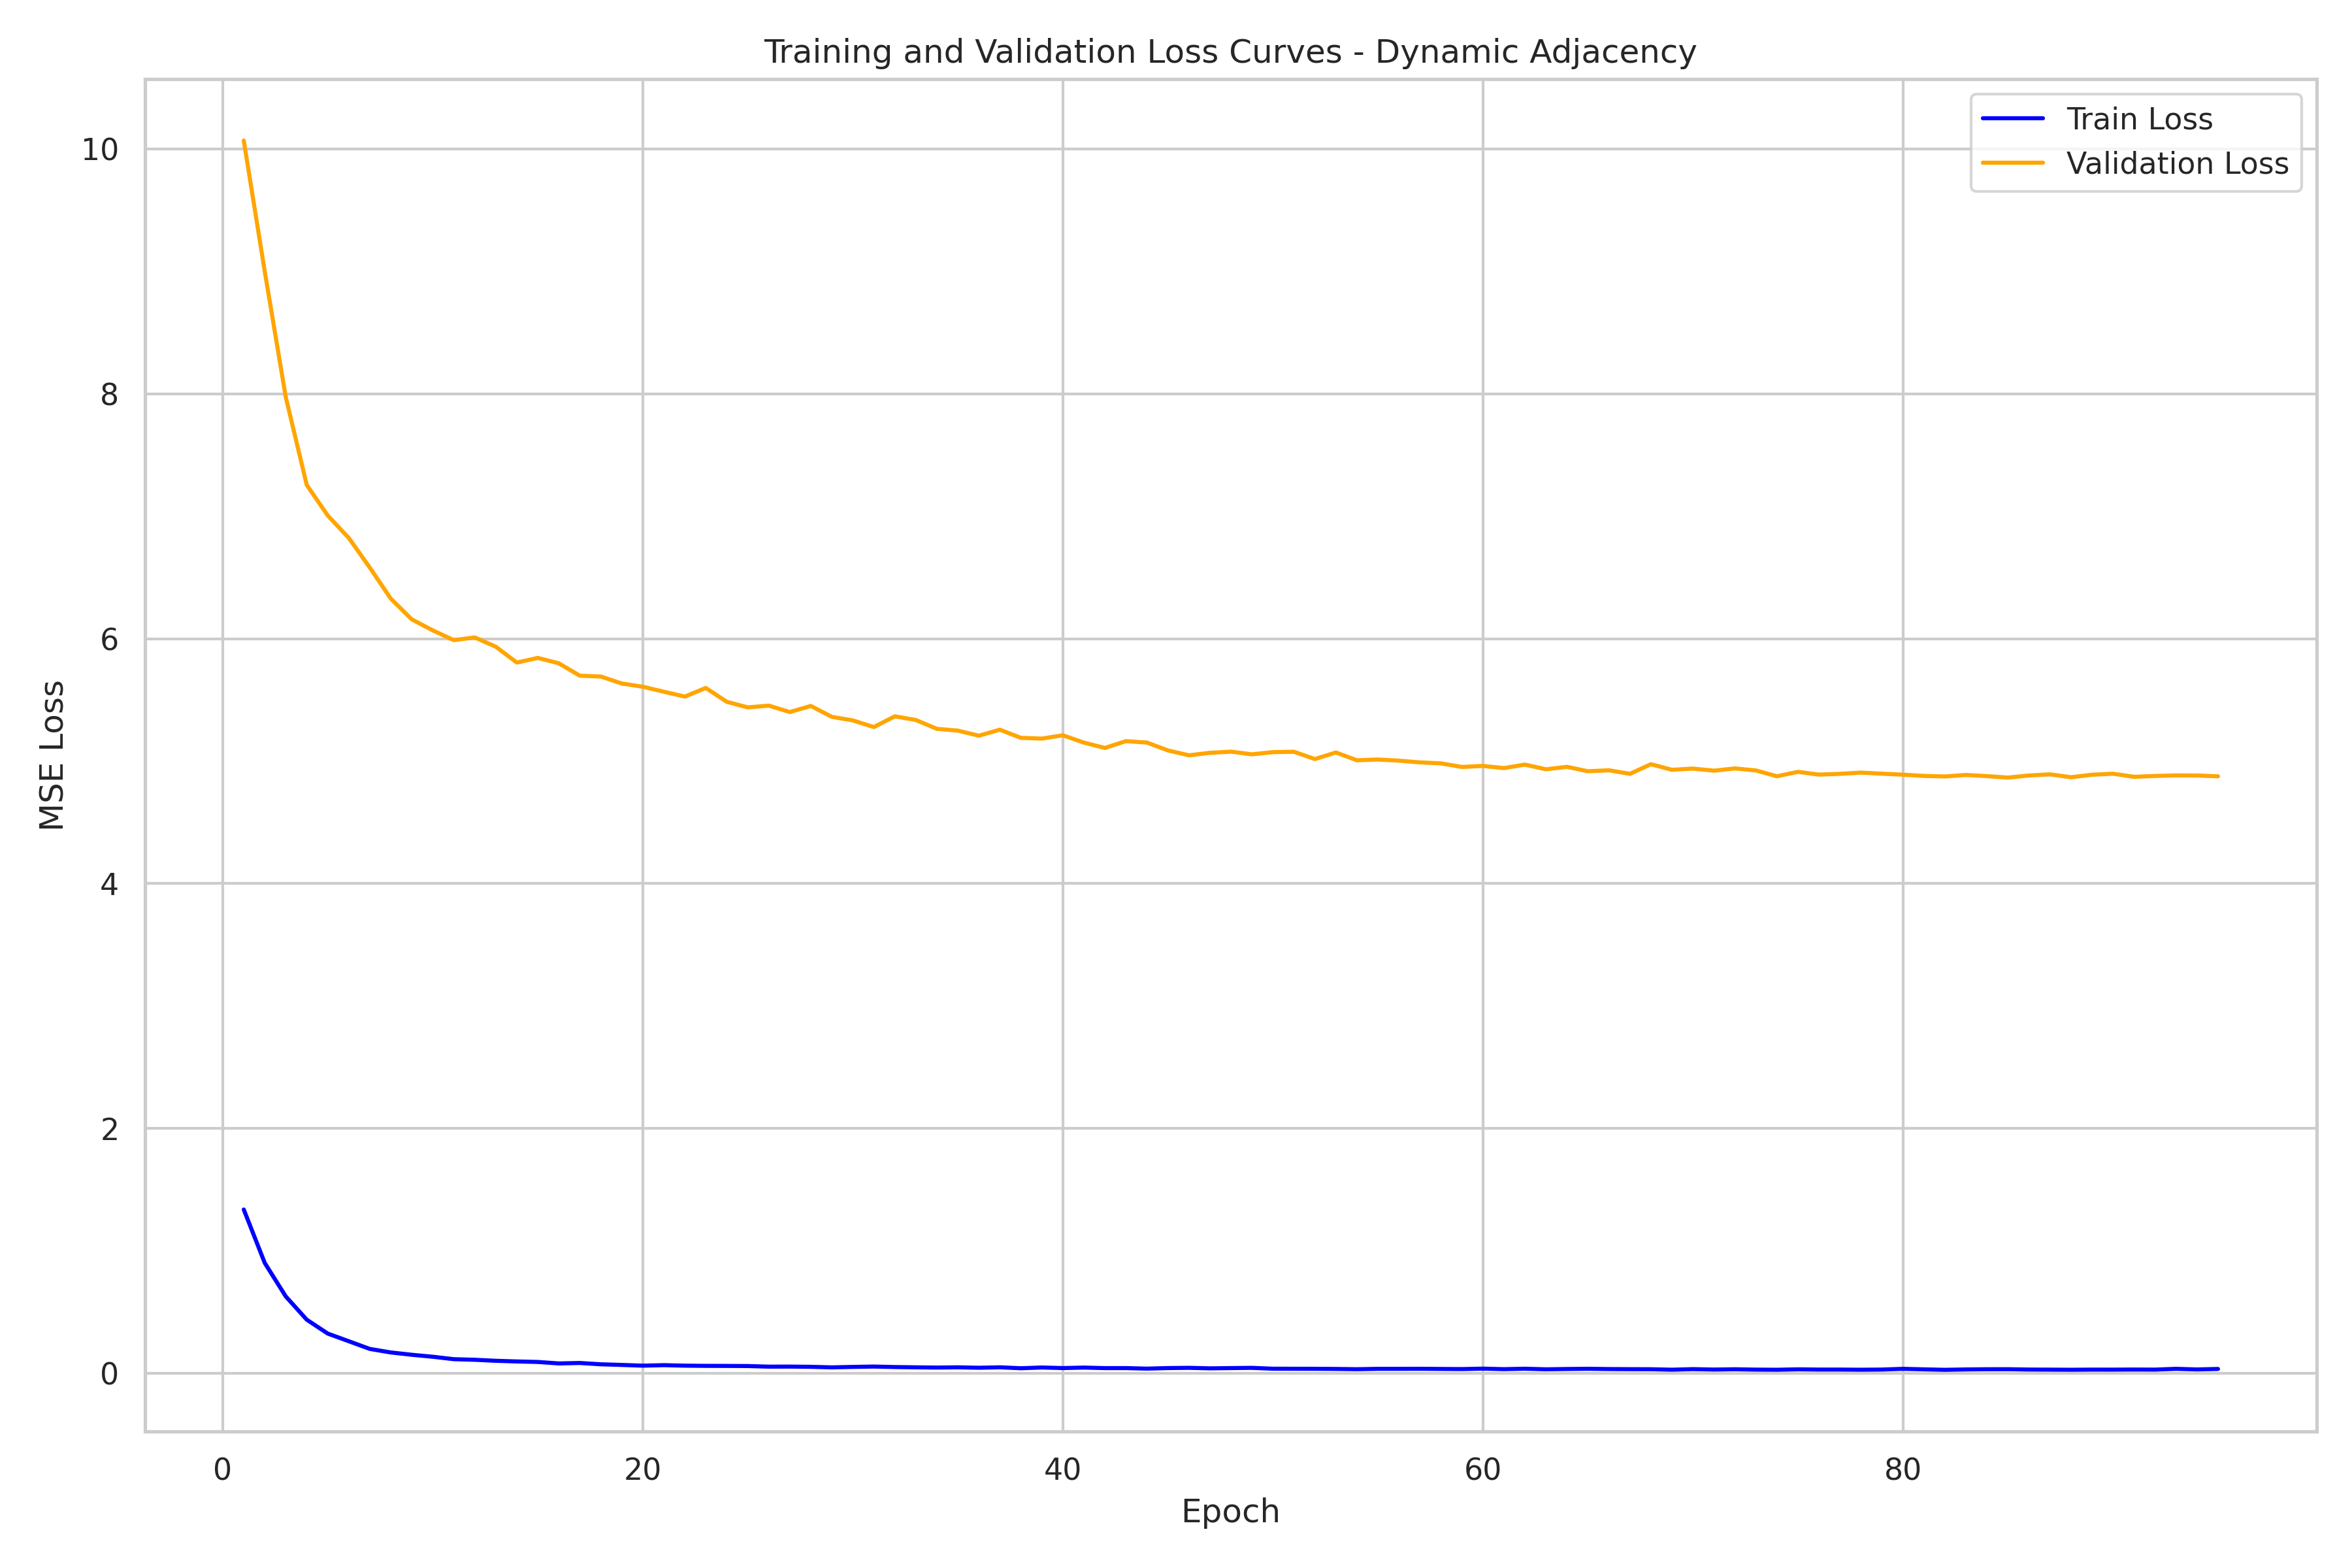 Training and Validation Loss Curves - Dynamic Adjacency
Train Loss
Validation Loss
10
8
6
4
2
0
MSE Loss
0 20 40 60 80
Epoch